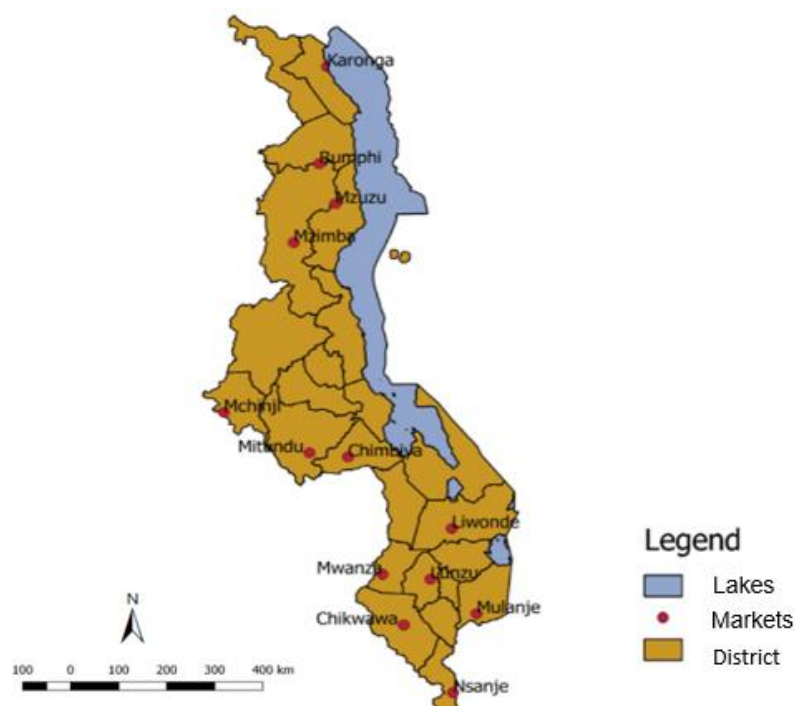 Karonga
Rumphi
Mzuzu
Mzimba
Mchinji
Mitundu
Chimbiya
Liwonde
Mwanza
Lunzu
Mulanje
Chikwawa
Nsanje
Legend
Lakes
Markets
District
N
100 0 100 200 300 400 km